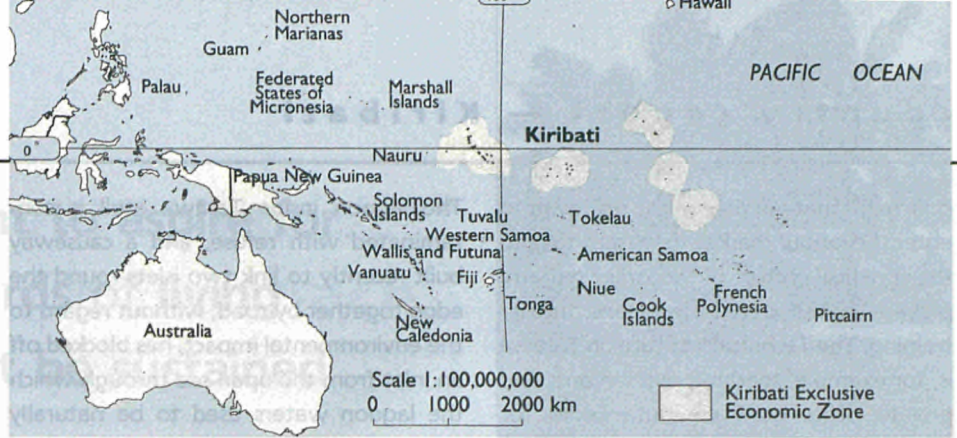 Hawaii
Northern
Marianas
Guam
PACIFIC OCEAN
Palau
Federated
States of
Micronesia
Marshall
Islands
Kiribati
0°
Nauru
Papua New Guinea
Solomon
Islands
Tuvalu
Tokelau
Western Samoa
Wallis and Futuna
American Samoa
Vanuatu
Fiji
Niue
Tonga
Cook
Islands
French
Polynesia
Pitcairn
New
Caledonia
Australia
Scale 1:100,000,000
0 1000 2000 km
Kiribati Exclusive
Economic Zone